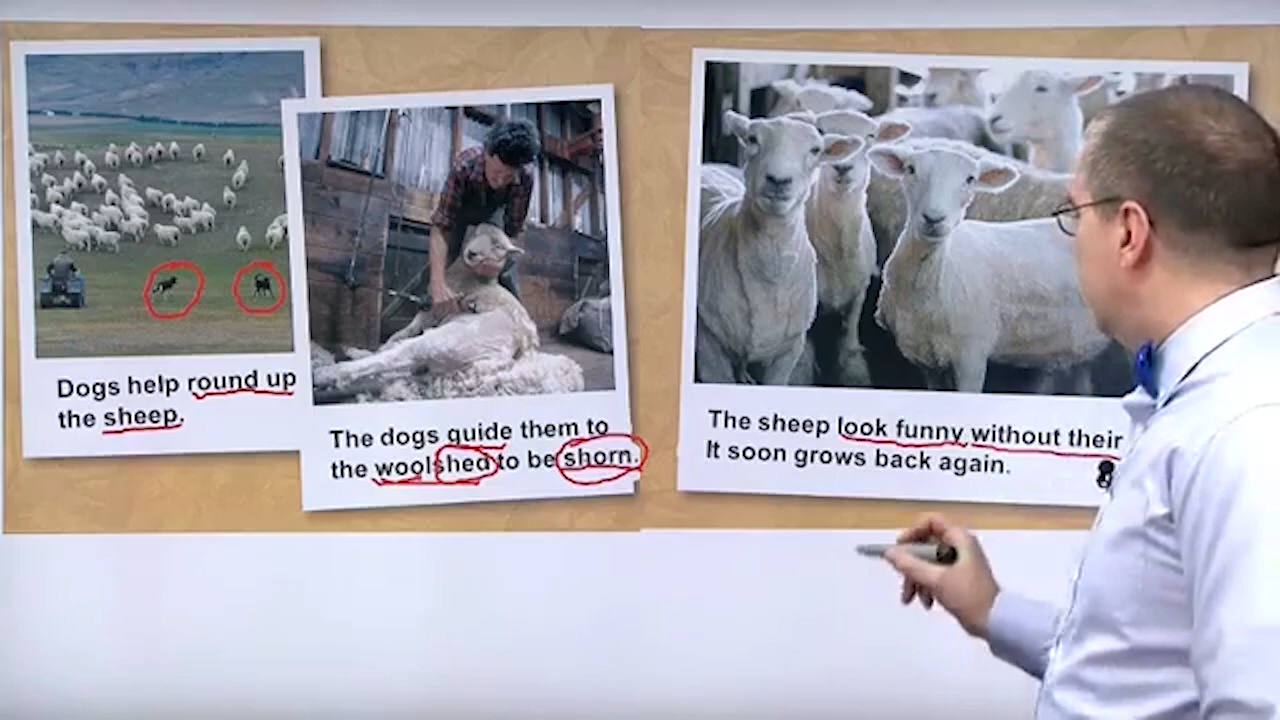 Dogs help round up
the sheep.
The dogs guide them to
the woolshed to be shorn.
The sheep look funny without their
It soon grows back again.